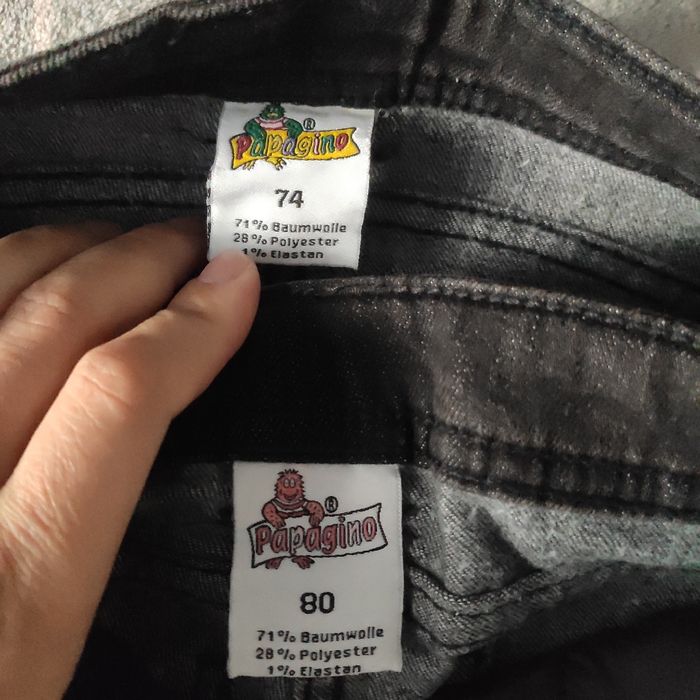 Papagino ®
74
71% Baumwolle
28% Polyester
1% Elastan
Papagino ®
80
71% Baumwolle
28% Polyester
1% Elastan